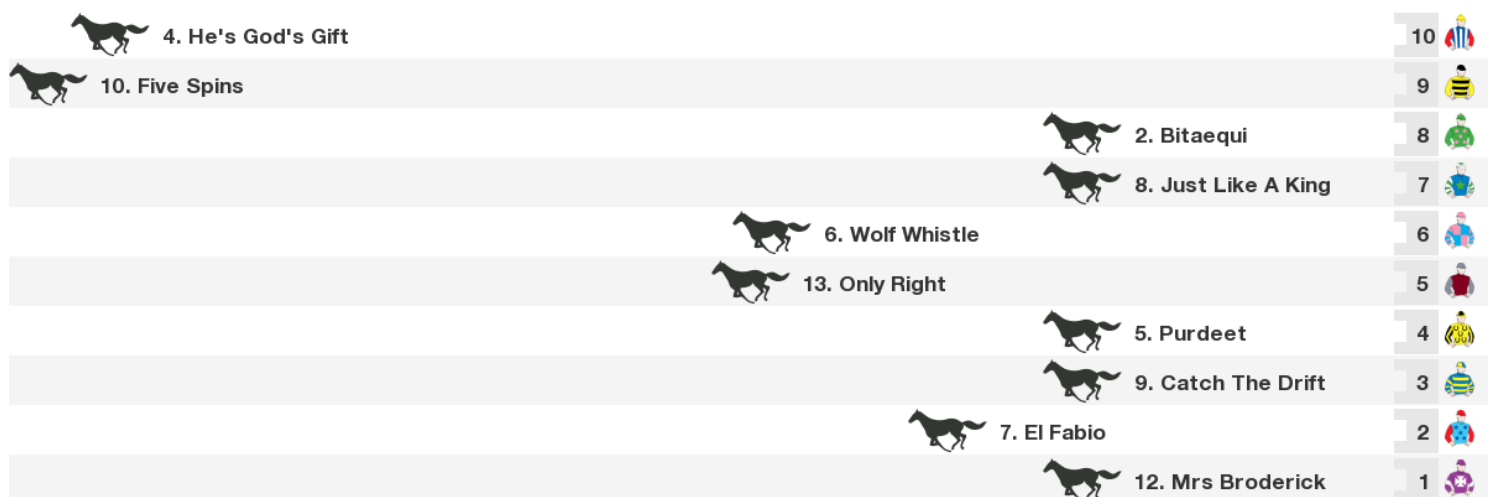 4. He's God's Gift 10
10. Five Spins 9
2. Bitaequi 8
8. Just Like A King 7
6. Wolf Whistle 6
13. Only Right 5
5. Purdeet 4
9. Catch The Drift 3
7. El Fabio 2
12. Mrs Broderick 1